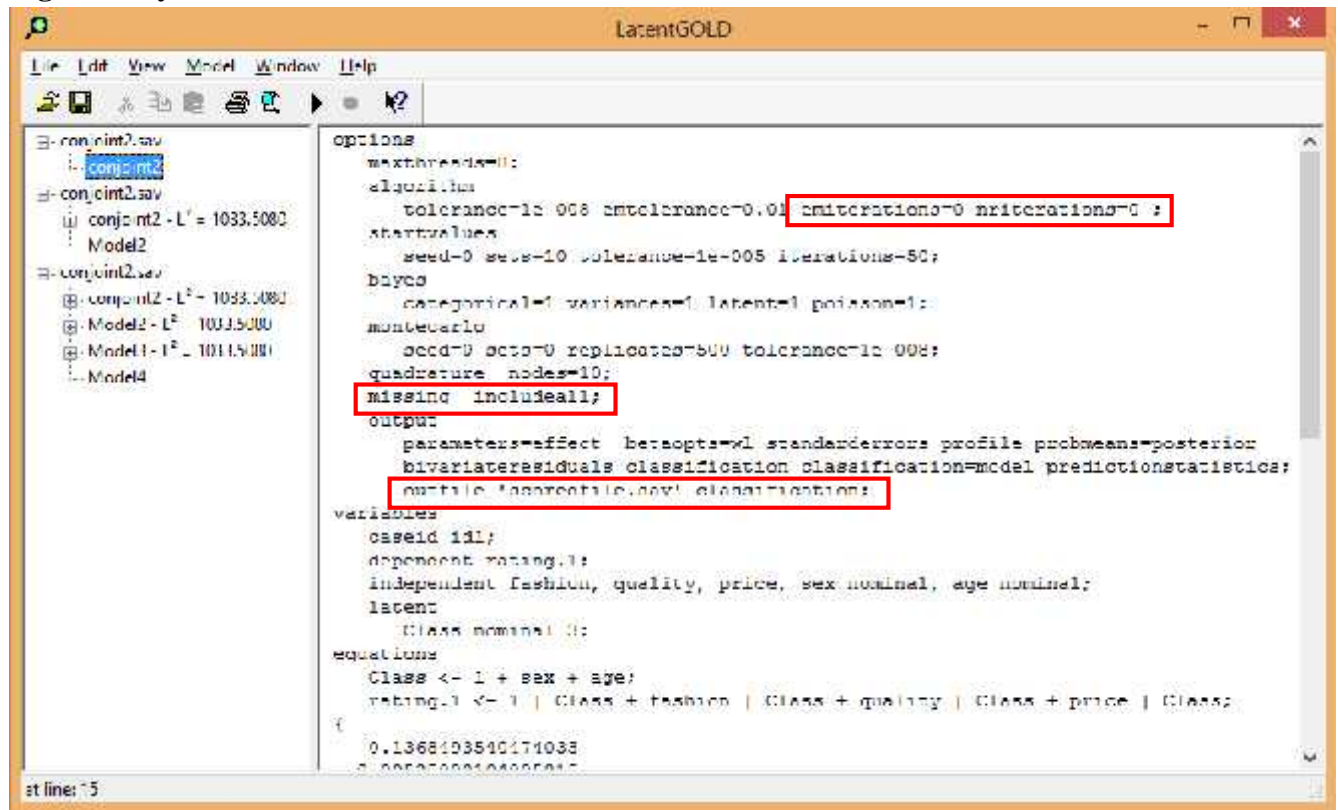 LatentGOLD
File Edit View Model Window Help
conjoint2.sav
conjoint2
conjoint2.sav
conjoint2 - L² = 1033.5080
Model2
conjoint2.sav
conjoint2 - L² = 1033.5080
Model2 - L² = 1033.5080
Model3 - L² = 1033.5080
Model4
options
maxthreads=0;
algorithm
tolerance=1e-008 emtolerance=0.01 emiterations=0 nriterations=0 ;
startvalues
seed=0 sets=10 tolerance=1e-005 iterations=50;
bayes
categorical=1 variances=1 latent=1 poisson=1;
montecarlo
seed=0 sets=0 replicates=500 tolerance=1e-008;
quadrature nodes=10;
missing includeall;
output
parameters=effect betaopts=wl standarderrors profile probmeans=posterior
bivariateresiduals classification classification=model predictionstatistics;
outfile 'scorefile.sav' classification;
variables
caseid id1;
dependent rating.1;
independent fashion, quality, price, sex nominal, age nominal;
latent
Class nominal 3;
equations
Class <- 1 + sex + age;
rating.1 <- 1 | Class + fashion | Class + quality | Class + price | Class;
{
at line: 15